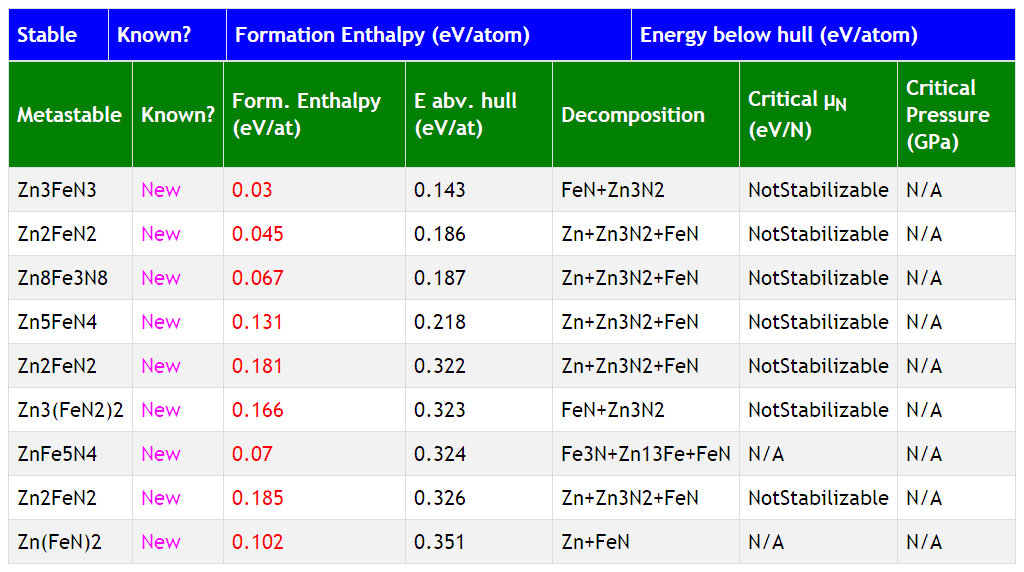 Stable Known? Formation Enthalpy (eV/atom) Energy below hull (eV/atom)
Metastable Known? Form. Enthalpy (eV/at) E abv. hull (eV/at) Decomposition Critical μN (eV/N) Critical Pressure (GPa)
Zn3FeN3 New 0.03 0.143 FeN+Zn3N2 NotStabilizable N/A
Zn2FeN2 New 0.045 0.186 Zn+Zn3N2+FeN NotStabilizable N/A
Zn8Fe3N8 New 0.067 0.187 Zn+Zn3N2+FeN NotStabilizable N/A
Zn5FeN4 New 0.131 0.218 Zn+Zn3N2+FeN NotStabilizable N/A
Zn2FeN2 New 0.181 0.322 Zn+Zn3N2+FeN NotStabilizable N/A
Zn3(FeN2)2 New 0.166 0.323 FeN+Zn3N2 NotStabilizable N/A
ZnFe5N4 New 0.07 0.324 Fe3N+Zn13Fe+FeN N/A N/A
Zn2FeN2 New 0.185 0.326 Zn+Zn3N2+FeN NotStabilizable N/A
Zn(FeN)2 New 0.102 0.351 Zn+FeN N/A N/A